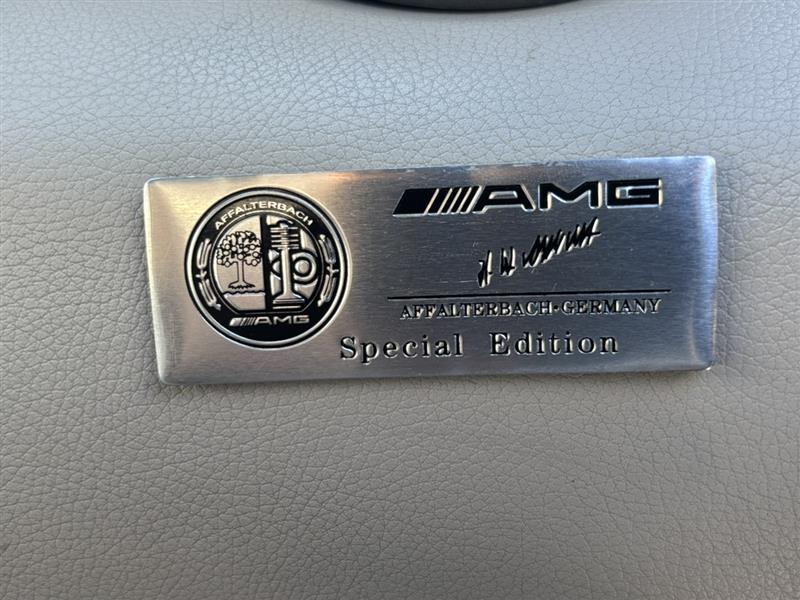 AFFALTERBACH
AMG
AMG
AFFALTERBACH·GERMANY
Special Edition